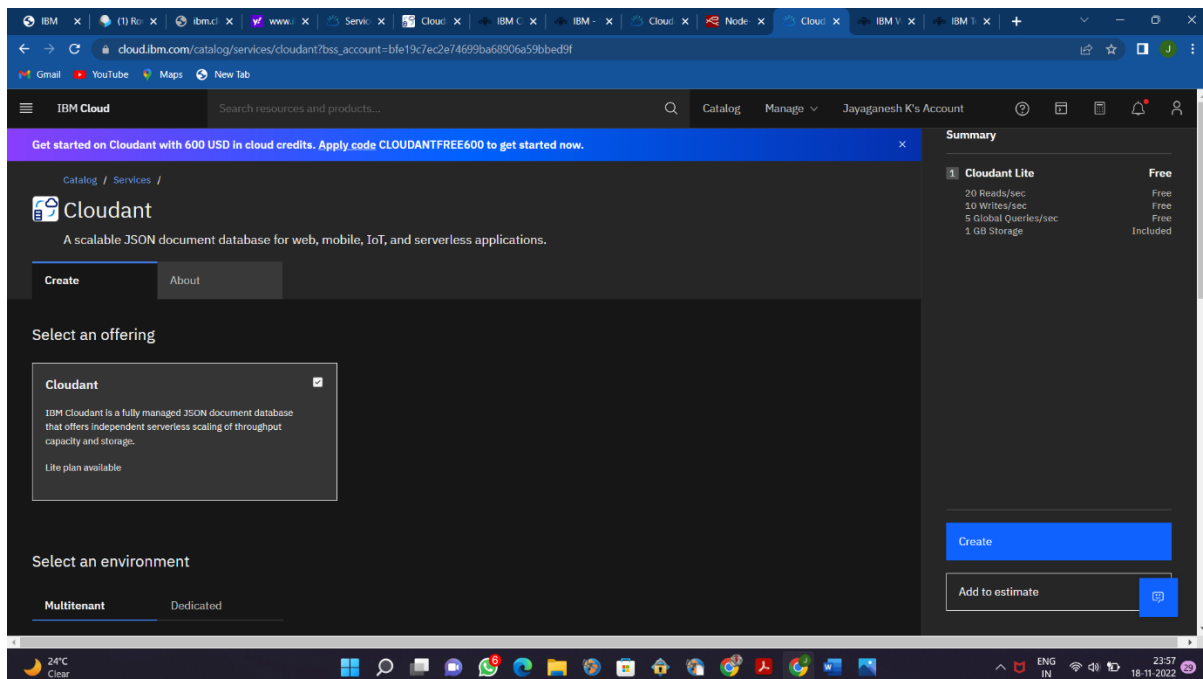 IBM
(1) Ro
ibm.cl
www.i
Servic
Cloud
IBM C
IBM -
Cloud
Node
Cloud
IBM V
IBM T
cloud.ibm.com/catalog/services/cloudant?bss_account=bfe19c7ec2e74699ba68906a59bbed9f
J
Gmail YouTube Maps New Tab
IBM Cloud Search resources and products... Catalog Manage Jayaganesh K's Account
Get started on Cloudant with 600 USD in cloud credits. Apply code CLOUDANTFREE600 to get started now.
Catalog / Services /
Cloudant
A scalable JSON document database for web, mobile, IoT, and serverless applications.
Create About
Select an offering
Cloudant
IBM Cloudant is a fully managed JSON document database
that offers independent serverless scaling of throughput
capacity and storage.
Lite plan available
Select an environment
Multitenant Dedicated
Summary
1 Cloudant Lite Free
20 Reads/sec Free
10 Writes/sec Free
5 Global Queries/sec Free
1 GB Storage Included
Create
Add to estimate
24°C
Clear
6
ENG
IN
23:57
18-11-2022
29